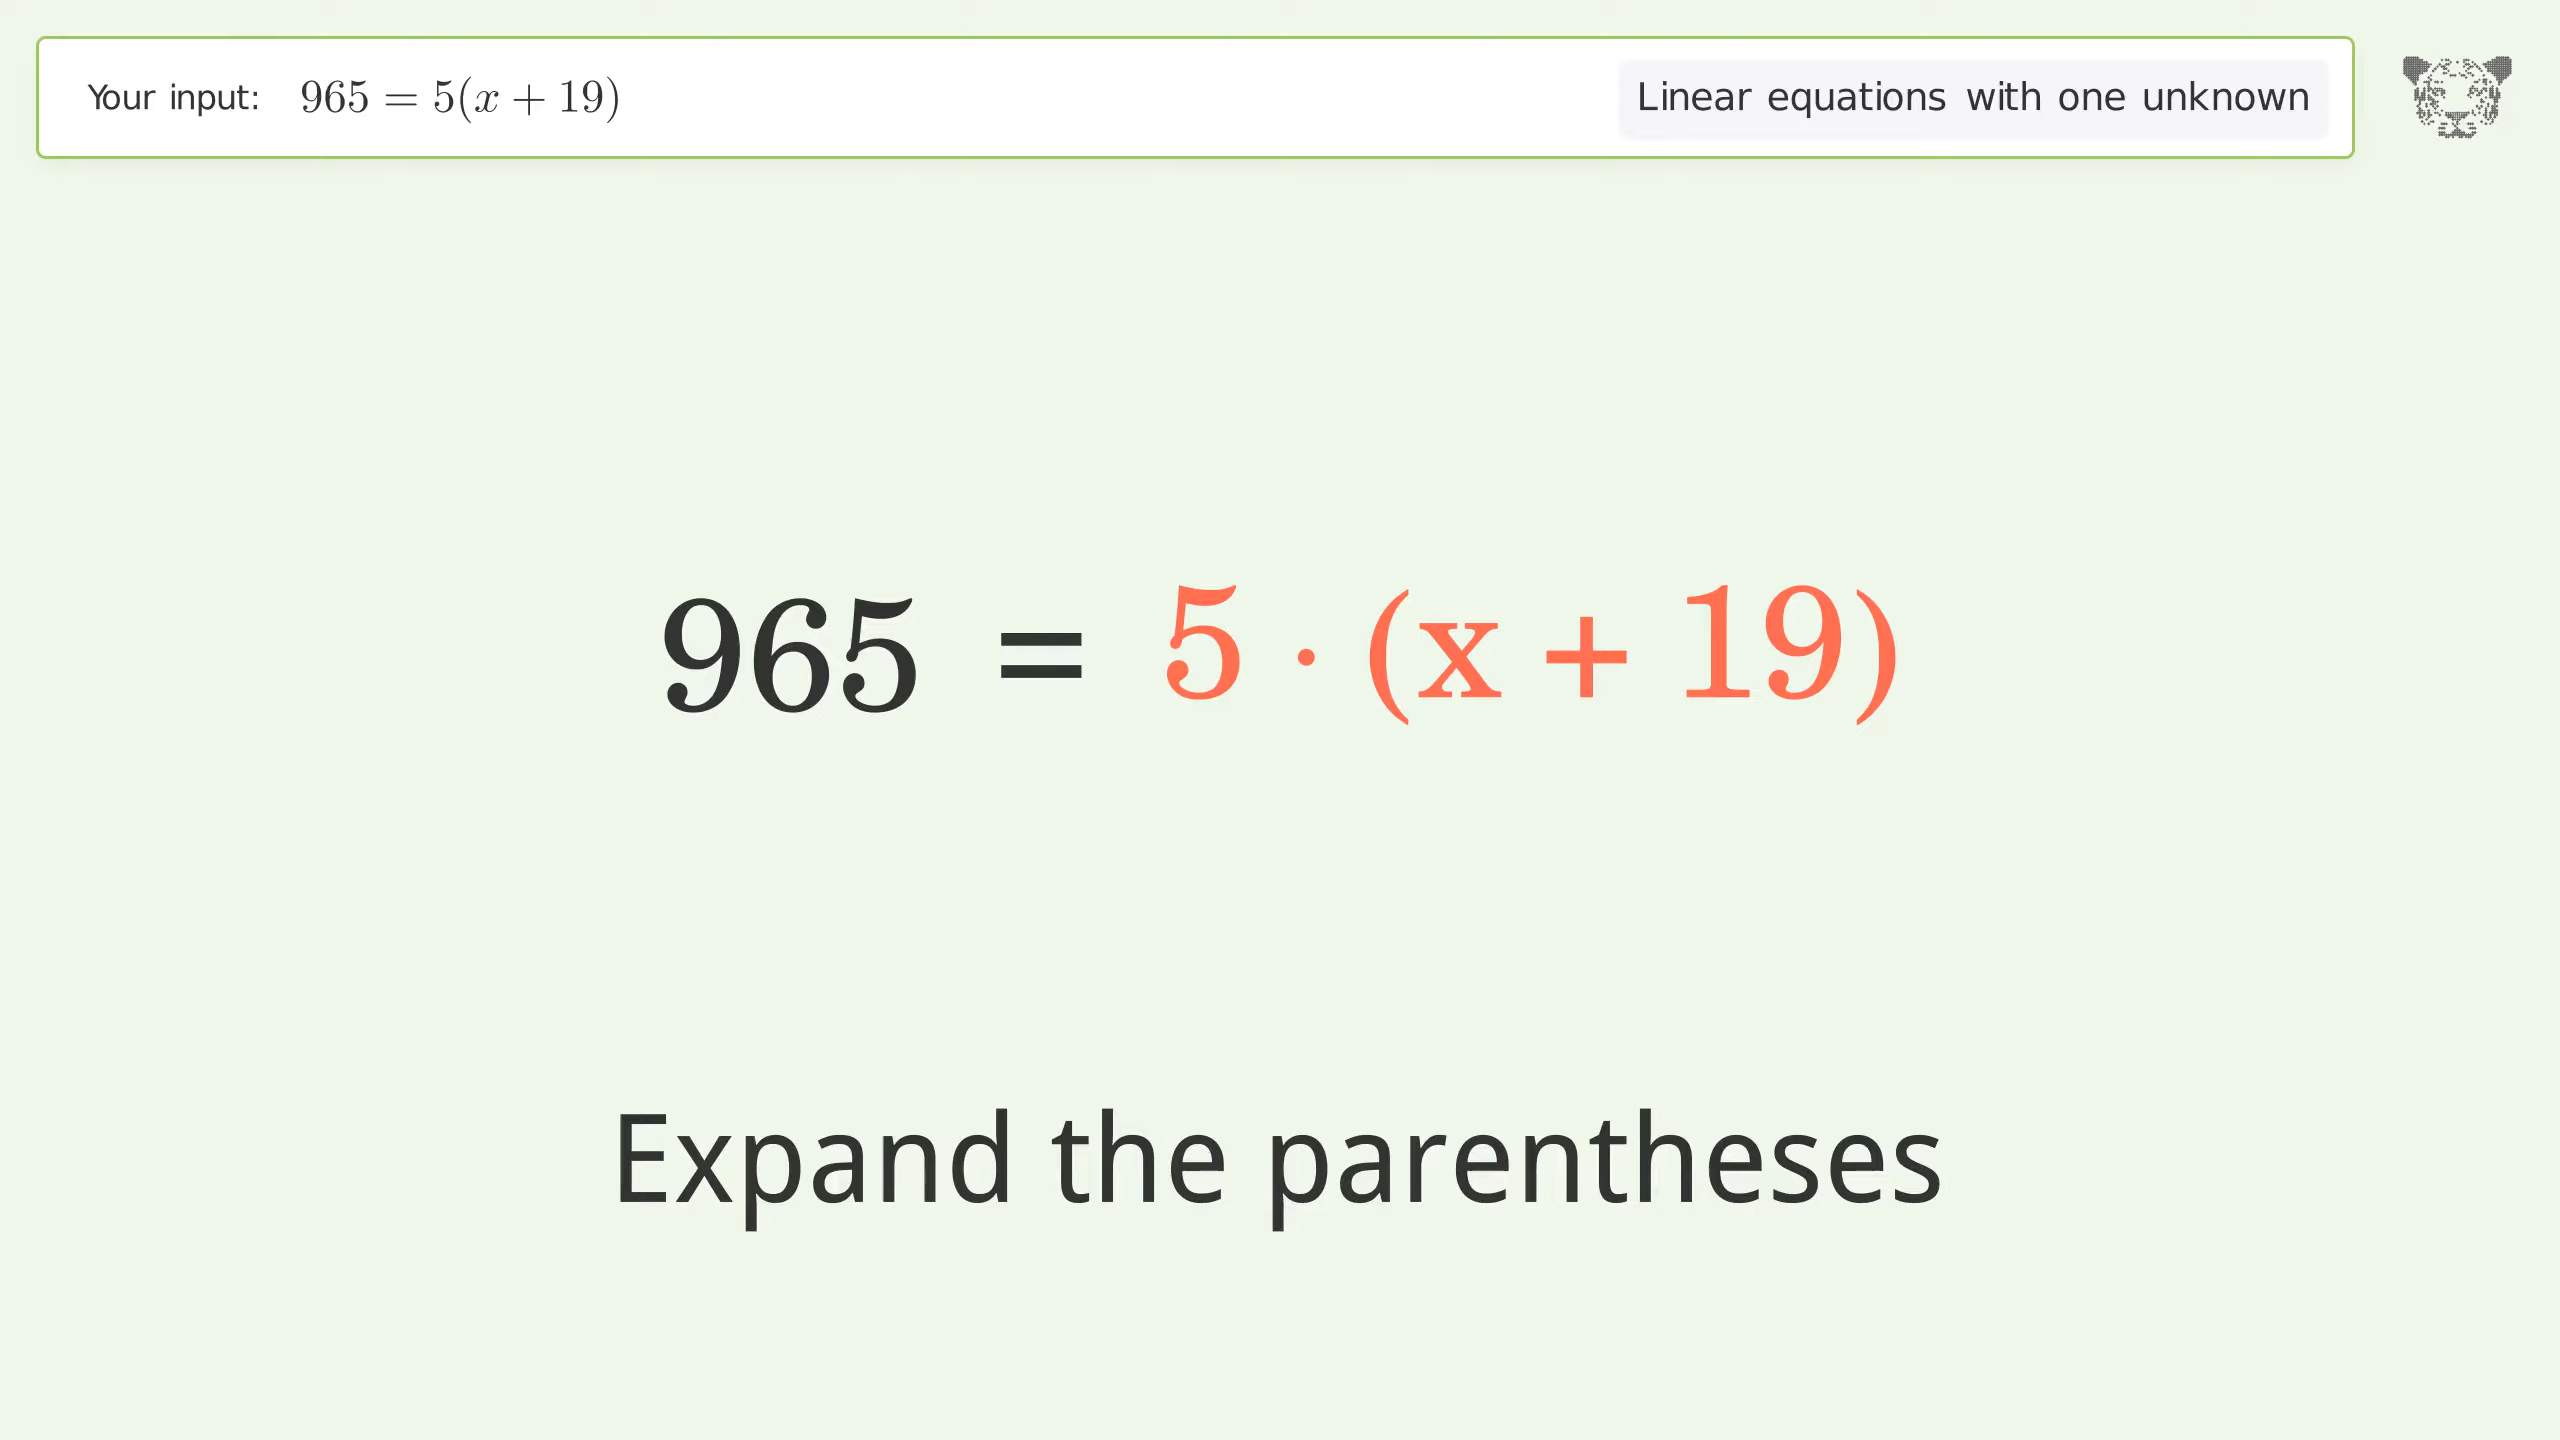 Your input: 965 = 5(x + 19)
Linear equations with one unknown
965 = 5 · (x + 19)
Expand the parentheses